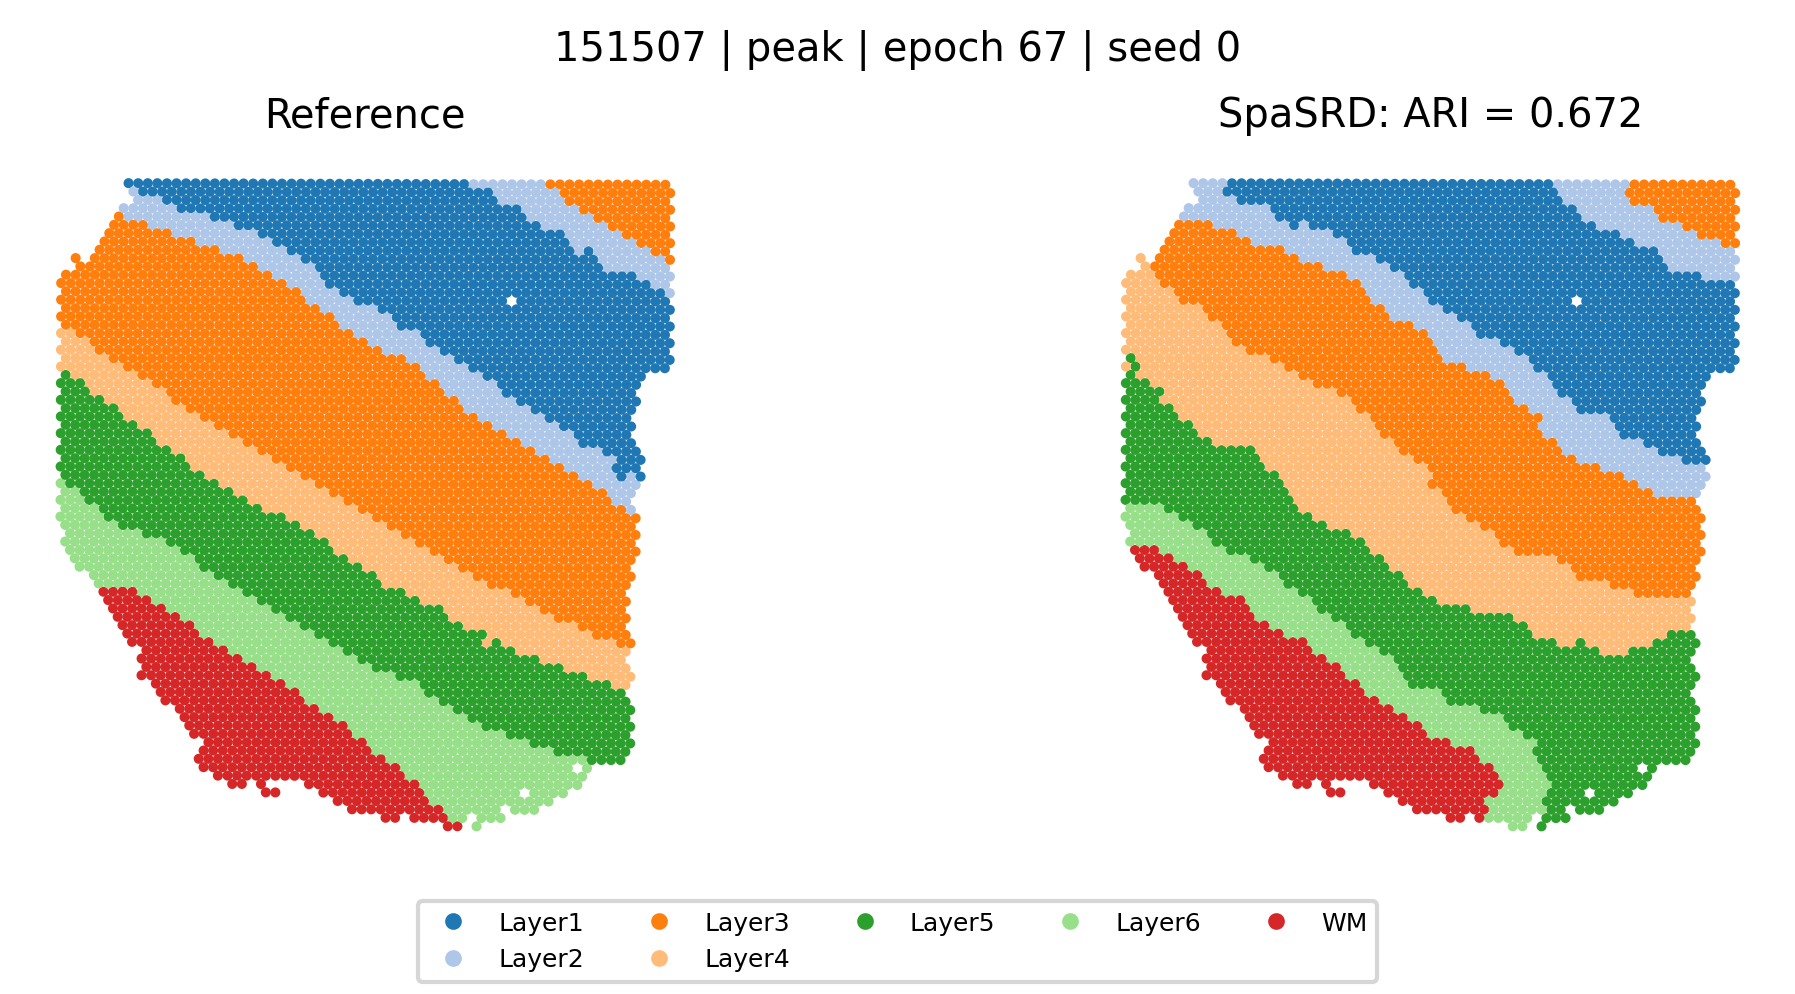 151507 | peak | epoch 67 | seed 0
Reference
SpaSRD: ARI = 0.672
Layer1 Layer3 Layer5 Layer6 WM
Layer2 Layer4